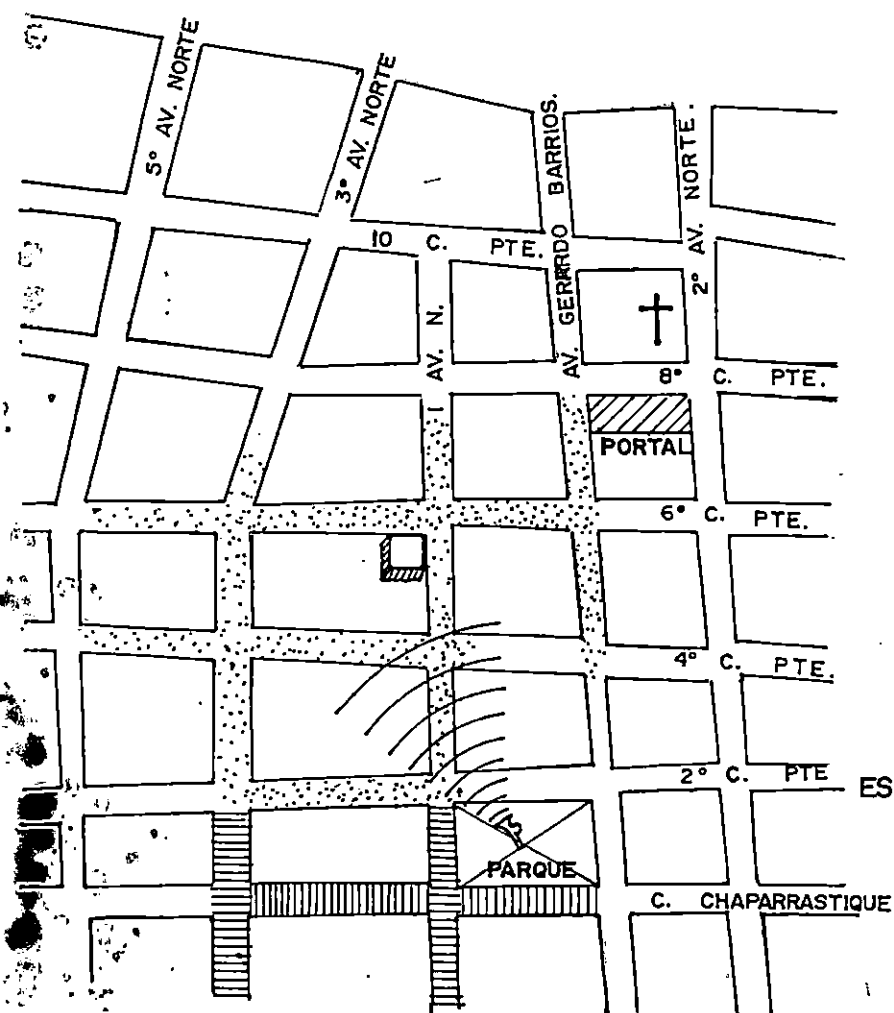 5° AV. NORTE
3° AV. NORTE
AV. GERARDO BARRIOS.
2° AV. NORTE.
10 C. PTE.
1 AV. N.
8° C. PTE.
PORTAL
6° C. PTE.
4° C. PTE.
2° C. PTE
ES
PARQUE
C. CHAPARRASTIQUE